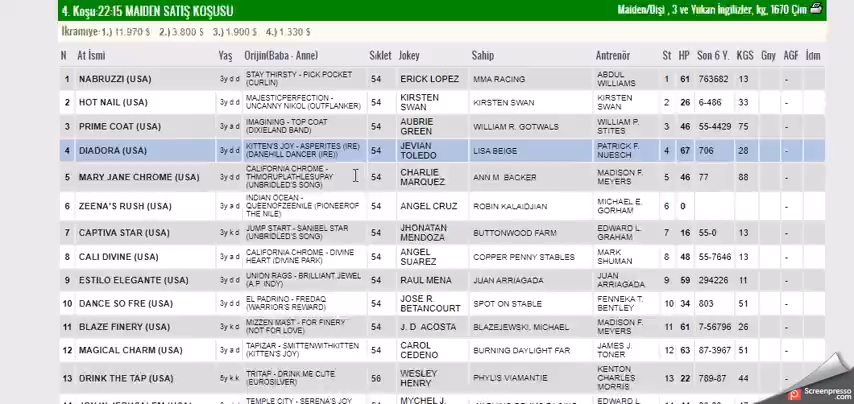 4. Koşu:22:15 MAIDEN SATIŞ KOŞUSU Maiden/Dişi , 3 ve Yukarı İngilizler, kg, 1670 Çim
İkramiye: 1.) 11.970 $ 2.) 3.800 $ 3.) 1.900 $ 4.) 1.330 $
N At İsmi Yaş Orijin(Baba - Anne) Sıklet Jokey Sahip Antrenör St HP Son 6 Y. KGS Gny AGF İdm
1 NABRUZZI (USA) 3y d d STAY THIRSTY - PICK POCKET (CURLIN) 54 ERICK LOPEZ MMA RACING ABDUL WILLIAMS 1 61 763682 13 -
2 HOT NAIL (USA) 3y d d MAJESTICPERFECTION - UNCANNY NIKOL (OUTFLANKER) 54 KIRSTEN SWAN KIRSTEN SWAN KIRSTEN SWAN 2 26 6-486 33 -
3 PRIME COAT (USA) 3y a d IMAGINING - TOP COAT (DIXIELAND BAND) 54 AUBRIE GREEN WILLIAM R. GOTWALS WILLIAM P. STITES 3 46 55-4429 75 -
4 DIADORA (USA) 3y d d KITTEN'S JOY - ASPERITES (IRE) (DANEHILL DANCER (IRE)) 54 JEVIAN TOLEDO LISA BEIGE PATRICK F. NUESCH 4 67 706 28 -
5 MARY JANE CHROME (USA) 3y d d CALIFORNIA CHROME - THMORUPLATHLESUPAY (UNBRIDLED'S SONG) 54 CHARLIE MARQUEZ ANN M BACKER MADISON F. MEYERS 5 46 77 88 -
6 ZEENA'S RUSH (USA) 3y a d INDIAN OCEAN - QUEENOFZEENILE (PIONEEROF THE NILE) 54 ANGEL CRUZ ROBIN KALAIDJIAN MICHAEL E. GORHAM 6 0 -
7 CAPTIVA STAR (USA) 3y k d JUMP START - SANIBEL STAR (UNBRIDLED'S SONG) 54 JHONATAN MENDOZA BUTTONWOOD FARM EDWARD L. GRAHAM 7 16 55-0 13 -
8 CALI DIVINE (USA) 3y a d CALIFORNIA CHROME - DIVINE HEART (DIVINE PARK) 54 ANGEL SUAREZ COPPER PENNY STABLES MARK SHUMAN 8 48 55-7646 13 -
9 ESTILO ELEGANTE (USA) 3y d d UNION RAGS - BRILLIANT JEWEL (A.P. INDY) 54 RAUL MENA JUAN ARRIAGADA JUAN ARRIAGADA 9 59 294226 11 -
10 DANCE SO FRE (USA) 3y d d EL PADRINO - FREDAQ (WARRIOR'S REWARD) 54 JOSE R. BETANCOURT SPOT ON STABLE FENNEKA T. BENTLEY 10 34 803 51 -
11 BLAZE FINERY (USA) 3y k d MIZZEN MAST - FOR FINERY (NOT FOR LOVE) 54 J. D ACOSTA BLAZEJEWSKI, MICHAEL MADISON F. MEYERS 11 61 7-56796 26 -
12 MAGICAL CHARM (USA) 3y a d TAPIZAR - SMITTENWITHKITTEN (KITTEN'S JOY) 54 CAROL CEDENO BURNING DAYLIGHT FAR JAMES J. TONER 12 63 87-3967 51 -
13 DRINK THE TAP (USA) 5y k k TRITAP - DRINK ME CUTE (EUROSILVER) 56 WESLEY HENRY PHYLIS VIAMANTIE KENTON CHARLES MORRIS 13 22 789-87 44 -
TEMPLE CITY - SERENA'S JOY MYCHEL J. EDWARD L.
Screenpresso